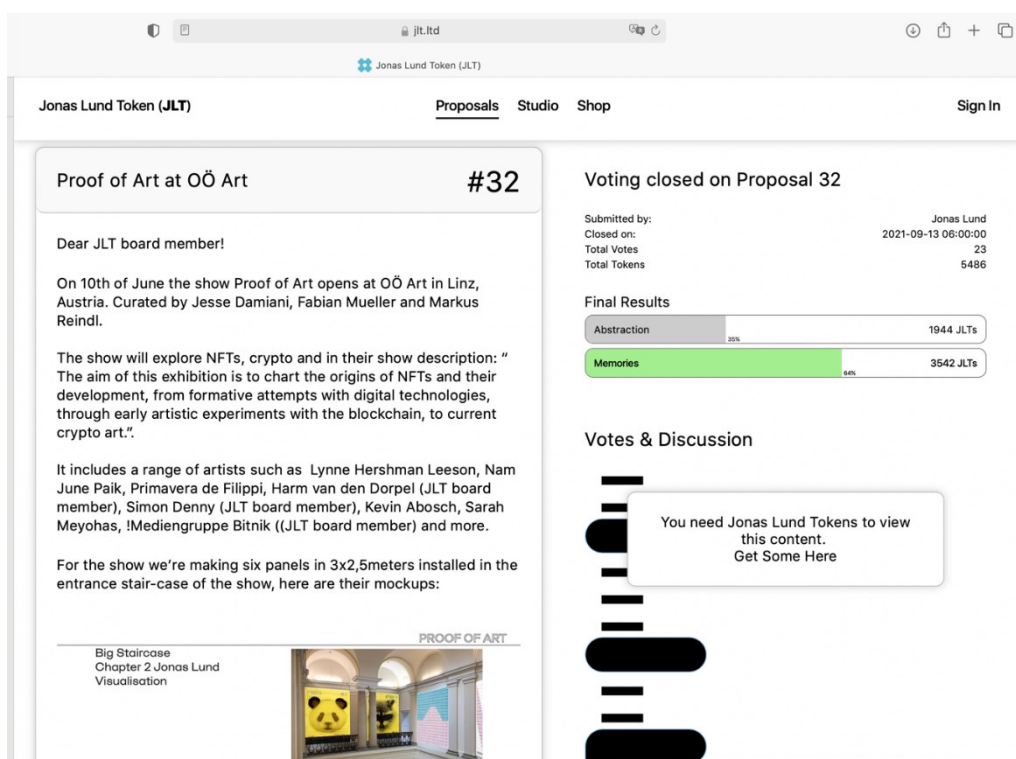 jlt.ltd
Jonas Lund Token (JLT)
Jonas Lund Token (JLT)
Proposals
Studio
Shop
Sign In
Proof of Art at OÖ Art
#32
Dear JLT board member!
On 10th of June the show Proof of Art opens at OÖ Art in Linz,
Austria. Curated by Jesse Damiani, Fabian Mueller and Markus
Reindl.
The show will explore NFTs, crypto and in their show description: “
The aim of this exhibition is to chart the origins of NFTs and their
development, from formative attempts with digital technologies,
through early artistic experiments with the blockchain, to current
crypto art.”.
It includes a range of artists such as Lynne Hershman Leeson, Nam
June Paik, Primavera de Filippi, Harm van den Dorpel (JLT board
member), Simon Denny (JLT board member), Kevin Abosch, Sarah
Meyohas, !Mediengruppe Bitnik ((JLT board member) and more.
For the show we’re making six panels in 3x2,5meters installed in the
entrance stair-case of the show, here are their mockups:
PROOF OF ART
Big Staircase
Chapter 2 Jonas Lund
Visualisation
Voting closed on Proposal 32
Submitted by: Jonas Lund
Closed on: 2021-09-13 06:00:00
Total Votes 23
Total Tokens 5486
Final Results
Abstraction 35% 1944 JLTs
Memories 64% 3542 JLTs
Votes & Discussion
You need Jonas Lund Tokens to view
this content.
Get Some Here